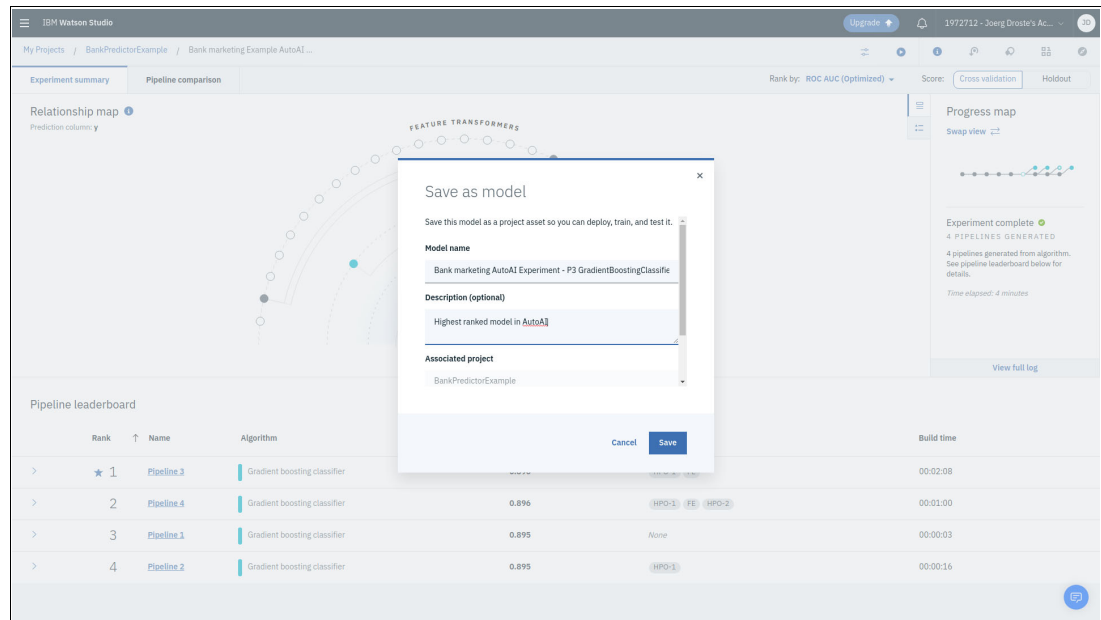 IBM Watson Studio
Upgrade
1972712 - Joerg Droste's Ac...
JD
My Projects / BankPredictorExample / Bank marketing Example AutoAI ...
Experiment summary
Pipeline comparison
Rank by: ROC AUC (Optimized)
Score: Cross validation Holdout
Relationship map
Prediction column: y
FEATURE TRANSFORMERS
Progress map
Swap view
Experiment complete
4 PIPELINES GENERATED
4 pipelines generated from algorithm.
See pipeline leaderboard below for
details.
Time elapsed: 4 minutes
View full log
Save as model
Save this model as a project asset so you can deploy, train, and test it.
Model name
Bank marketing AutoAI Experiment - P3 GradientBoostingClassifie
Description (optional)
Highest ranked model in AutoAI
Associated project
BankPredictorExample
Cancel Save
Pipeline leaderboard
Rank ↑ Name Algorithm Build time
1 Pipeline 3 Gradient boosting classifier 00:02:08
2 Pipeline 4 Gradient boosting classifier 0.896 HPO-1 FE HPO-2 00:01:00
3 Pipeline 1 Gradient boosting classifier 0.895 None 00:00:03
4 Pipeline 2 Gradient boosting classifier 0.895 HPO-1 00:00:16